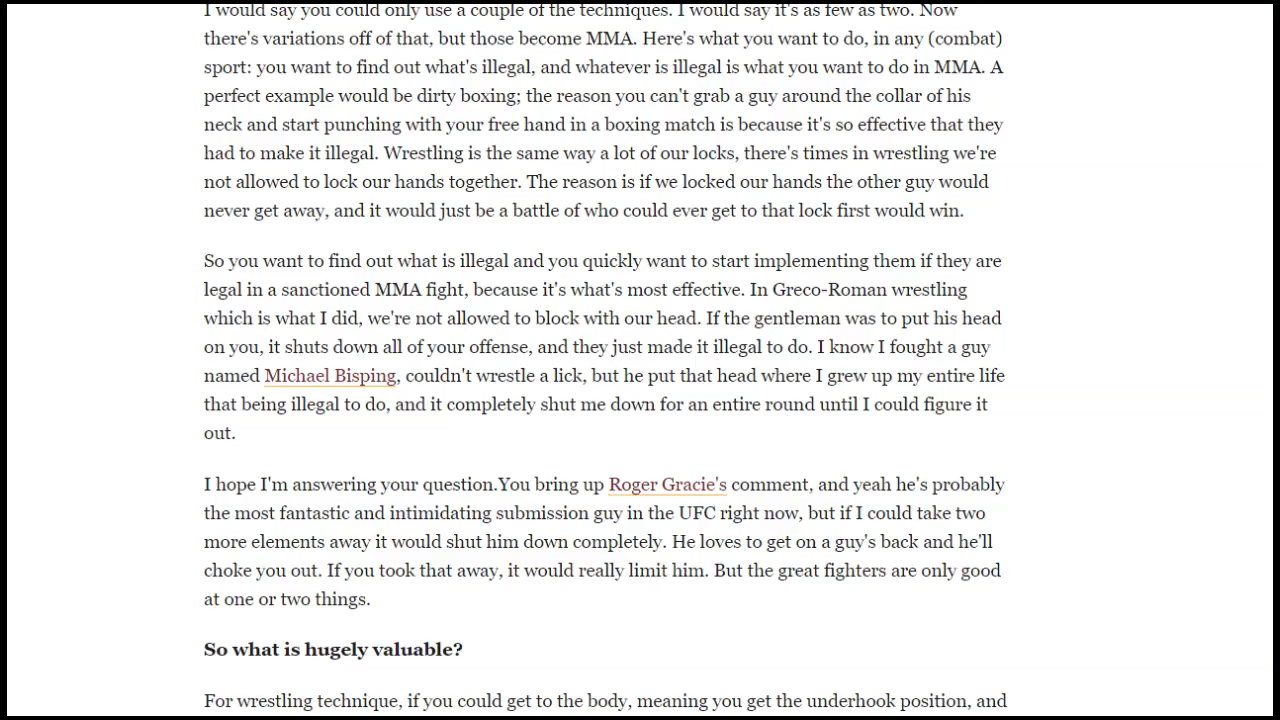 I would say you could only use a couple of the techniques. I would say it's as few as two. Now
there's variations off of that, but those become MMA. Here's what you want to do, in any (combat)
sport: you want to find out what's illegal, and whatever is illegal is what you want to do in MMA. A
perfect example would be dirty boxing; the reason you can't grab a guy around the collar of his
neck and start punching with your free hand in a boxing match is because it's so effective that they
had to make it illegal. Wrestling is the same way a lot of our locks, there's times in wrestling we're
not allowed to lock our hands together. The reason is if we locked our hands the other guy would
never get away, and it would just be a battle of who could ever get to that lock first would win.
So you want to find out what is illegal and you quickly want to start implementing them if they are
legal in a sanctioned MMA fight, because it's what's most effective. In Greco-Roman wrestling
which is what I did, we're not allowed to block with our head. If the gentleman was to put his head
on you, it shuts down all of your offense, and they just made it illegal to do. I know I fought a guy
named Michael Bisping, couldn't wrestle a lick, but he put that head where I grew up my entire life
that being illegal to do, and it completely shut me down for an entire round until I could figure it
out.
I hope I'm answering your question.You bring up Roger Gracie's comment, and yeah he's probably
the most fantastic and intimidating submission guy in the UFC right now, but if I could take two
more elements away it would shut him down completely. He loves to get on a guy's back and he'll
choke you out. If you took that away, it would really limit him. But the great fighters are only good
at one or two things.
So what is hugely valuable?
For wrestling technique, if you could get to the body, meaning you get the underhook position, and